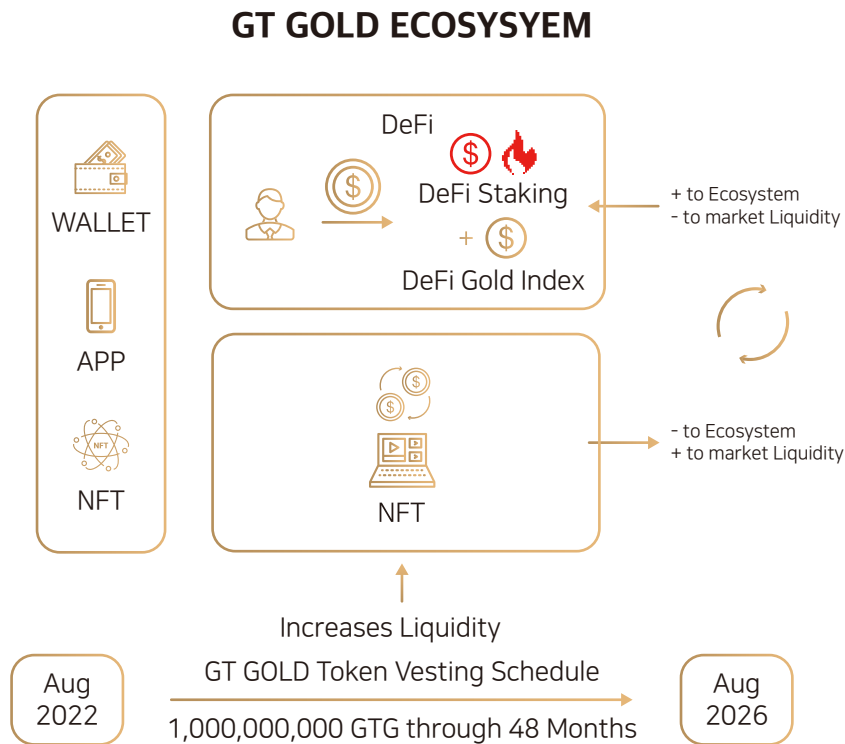 GT GOLD ECOSYSYEM
WALLET
APP
NFT
NFT
DeFi
$
$
DeFi Staking
+ $
DeFi Gold Index
+ to Ecosystem
- to market Liquidity
$
$
NFT
- to Ecosystem
+ to market Liquidity
Increases Liquidity
GT GOLD Token Vesting Schedule
1,000,000,000 GTG through 48 Months
Aug
2022
Aug
2026